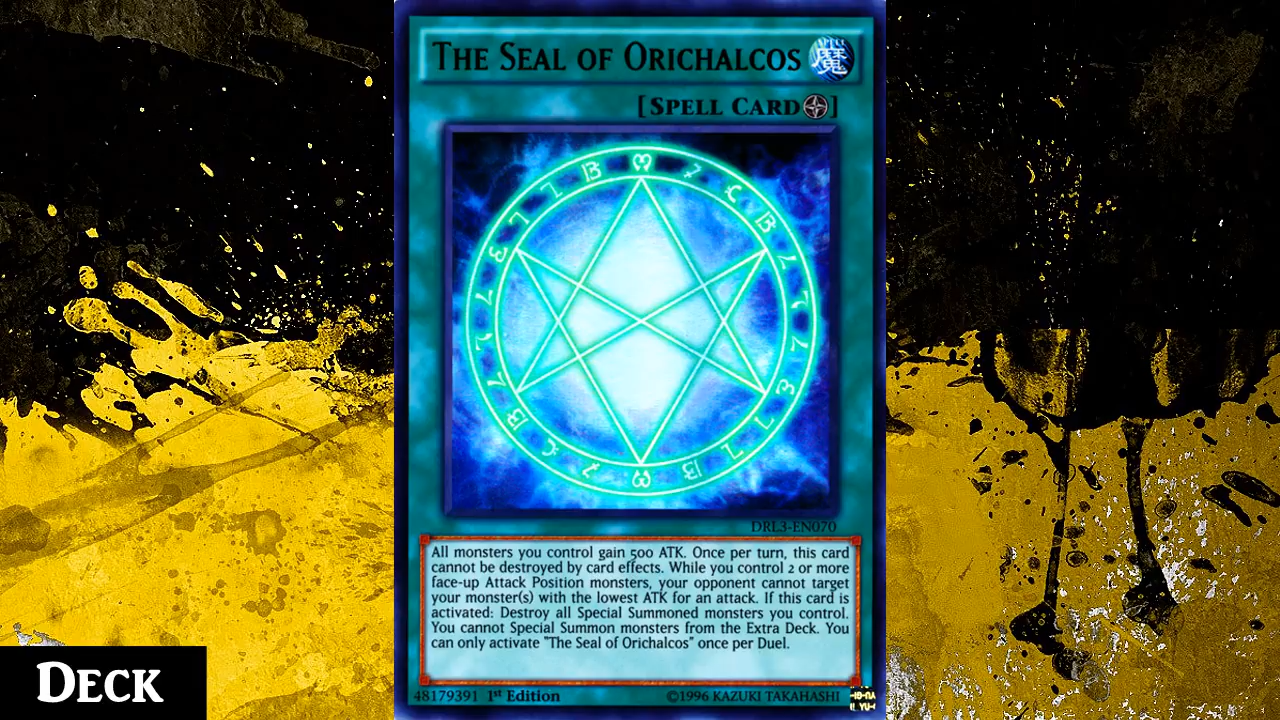 THE SEAL OF ORICHALCOS 魔
[SPELL CARD]
DRL3-EN070
All monsters you control gain 500 ATK. Once per turn, this card
cannot be destroyed by card effects. While you control 2 or more
face-up Attack Position monsters, your opponent cannot target
your monster(s) with the lowest ATK for an attack. If this card is
activated: Destroy all Special Summoned monsters you control.
You cannot Special Summon monsters from the Extra Deck. You
can only activate "The Seal of Orichalcos" once per Duel.
48179391 1st Edition ©1996 KAZUKI TAKAHASHI
DECK